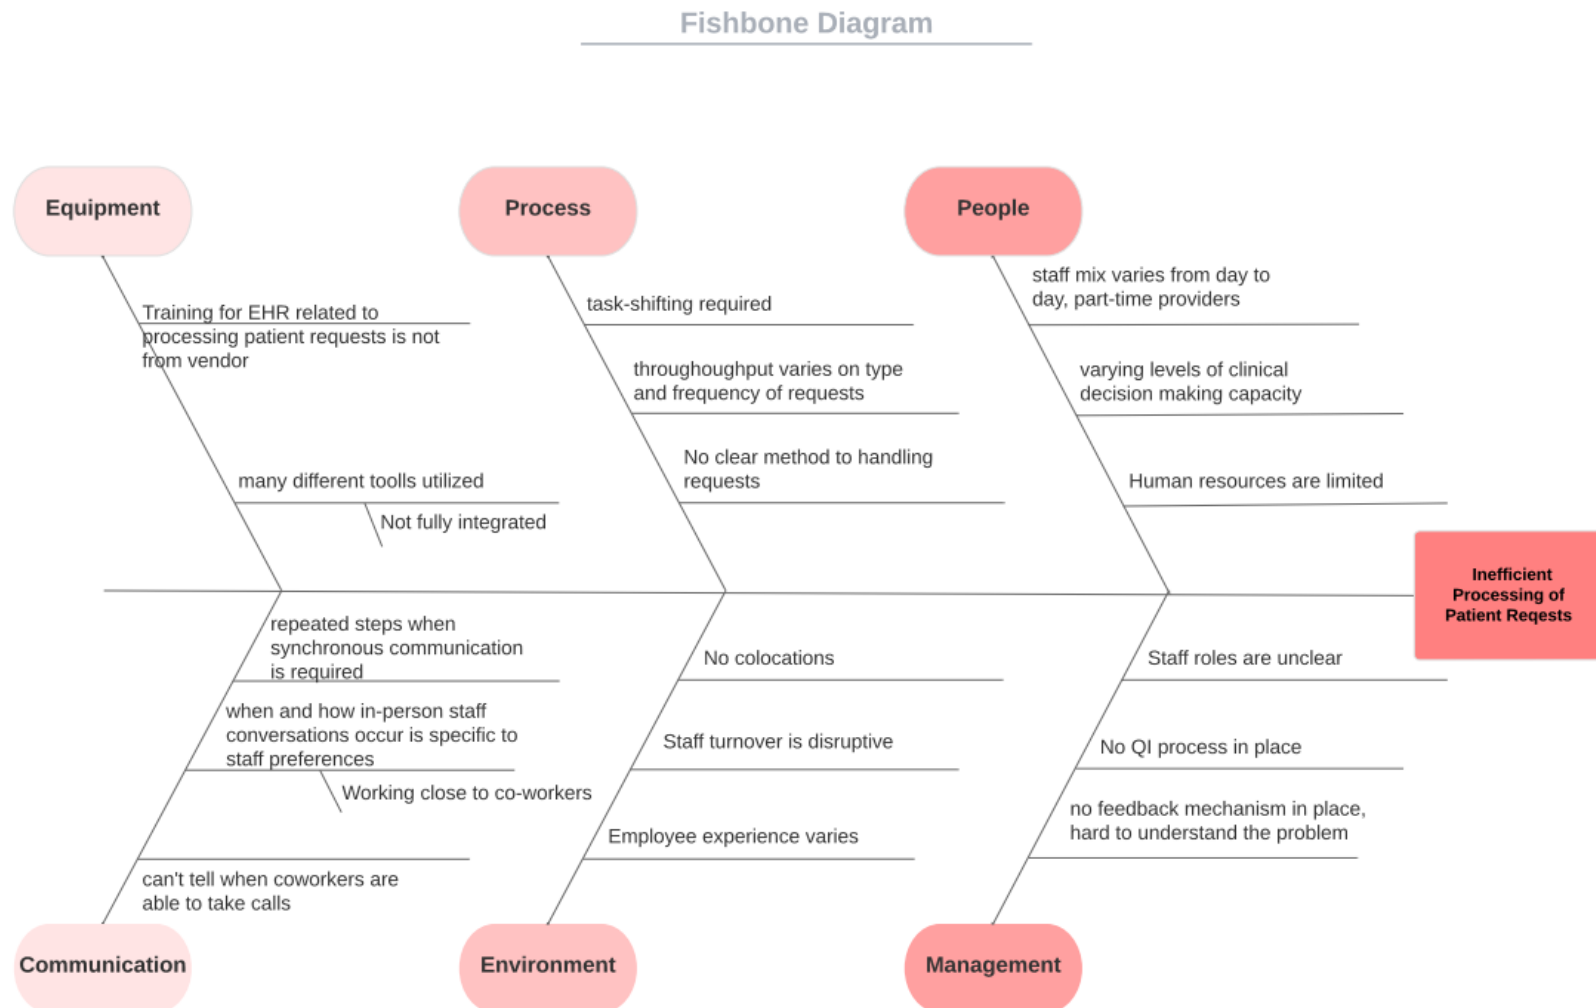 Fishbone Diagram
Equipment
Process
People
Training for EHR related to
processing patient requests is not
from vendor
many different toolls utilized
Not fully integrated
task-shifting required
throughoughput varies on type
and frequency of requests
No clear method to handling
requests
staff mix varies from day to
day, part-time providers
varying levels of clinical
decision making capacity
Human resources are limited
Inefficient
Processing of
Patient Reqests
repeated steps when
synchronous communication
is required
when and how in-person staff
conversations occur is specific to
staff preferences
Working close to co-workers
can't tell when coworkers are
able to take calls
No colocations
Staff turnover is disruptive
Employee experience varies
Staff roles are unclear
No QI process in place
no feedback mechanism in place,
hard to understand the problem
Communication
Environment
Management